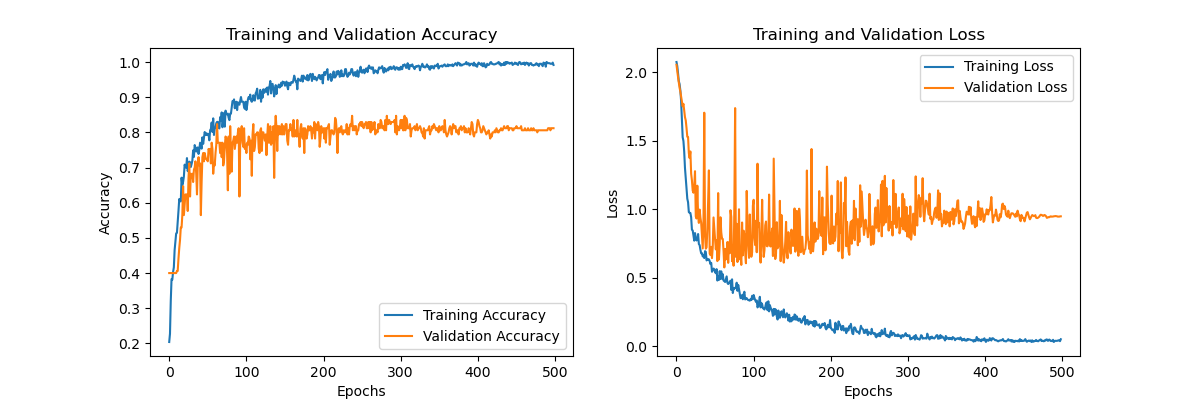 Training and Validation Accuracy
1.0
0.9
0.8
0.7
0.6
0.5
0.4
0.3
0.2
Accuracy
Training Accuracy
Validation Accuracy
0 100 200 300 400 500
Epochs
Training and Validation Loss
2.0
1.5
1.0
0.5
0.0
Loss
Training Loss
Validation Loss
0 100 200 300 400 500
Epochs